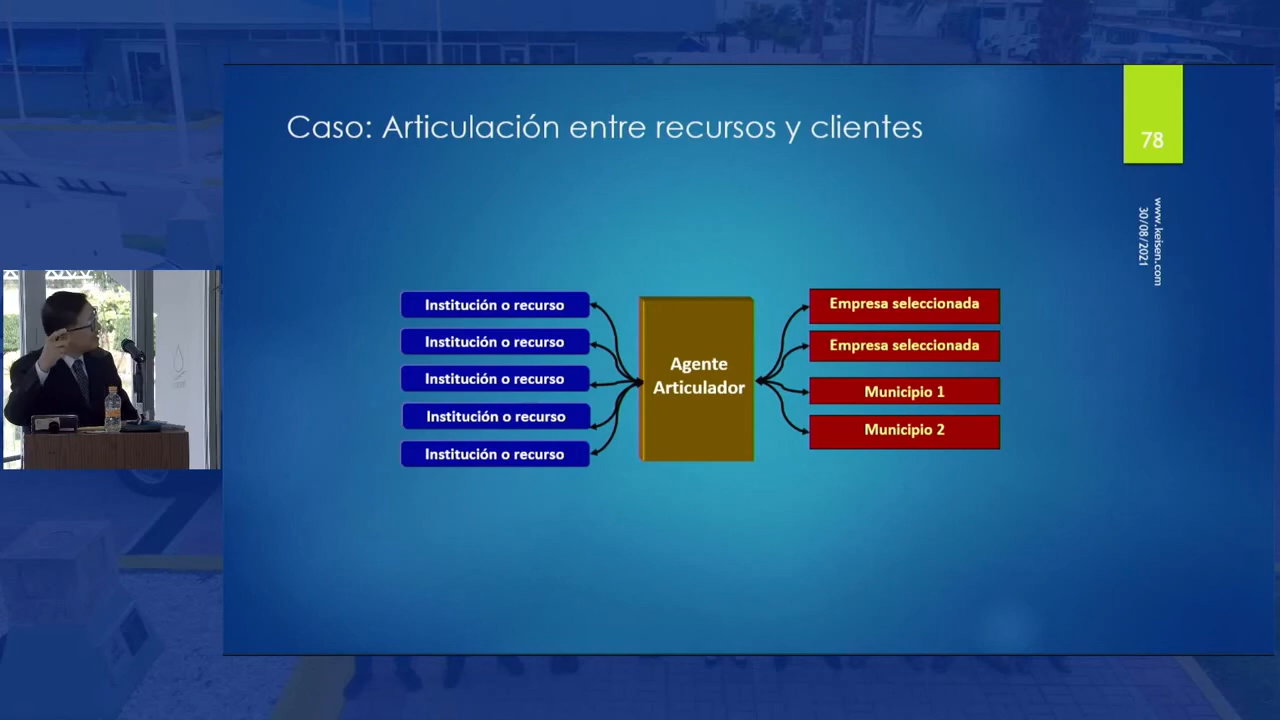 Caso: Articulación entre recursos y clientes
78
www.keisen.com
30/08/2021
Institución o recurso
Institución o recurso
Institución o recurso
Institución o recurso
Institución o recurso
Agente
Articulador
Empresa seleccionada
Empresa seleccionada
Municipio 1
Municipio 2